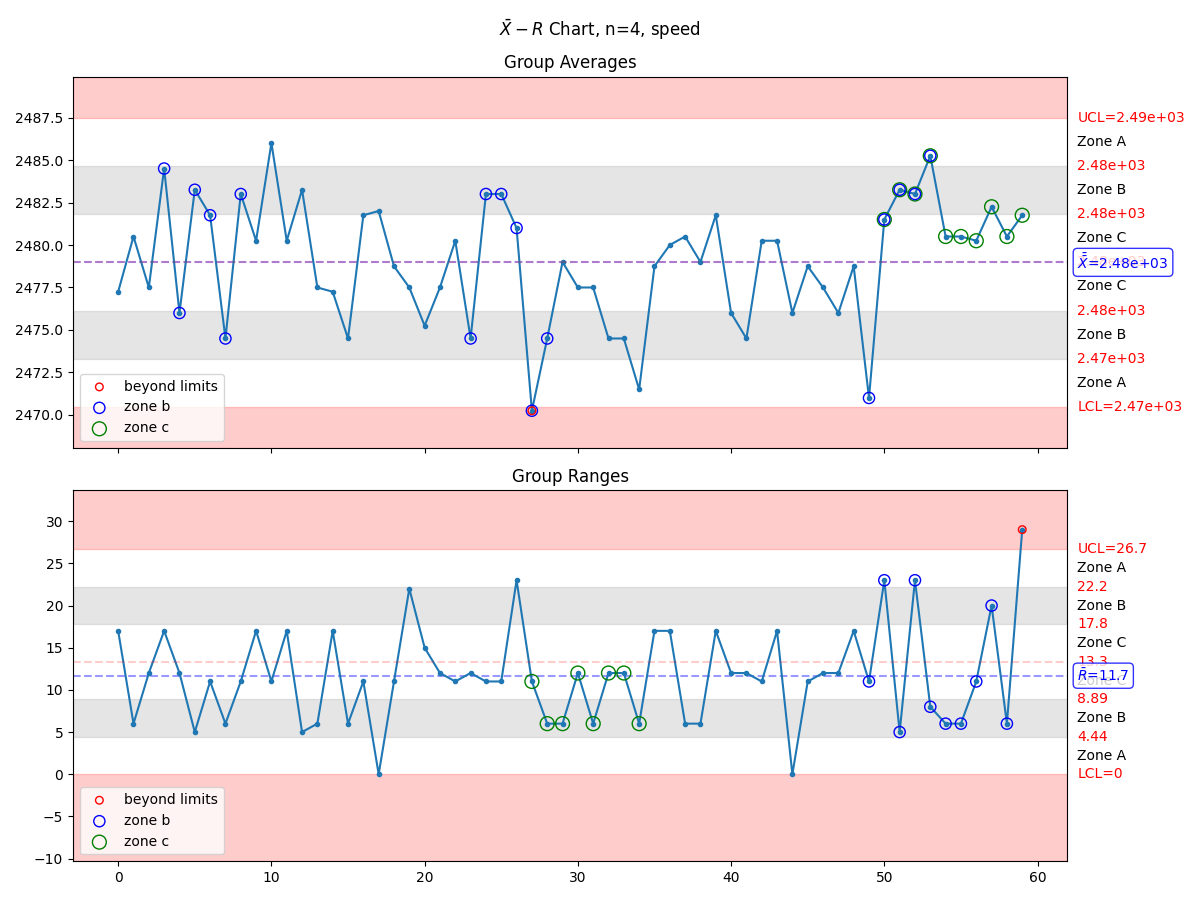 X̄ − R Chart, n=4, speed
Group Averages
2487.5
2485.0
2482.5
2480.0
2477.5
2475.0
2472.5
2470.0
UCL=2.49e+03
Zone A
2.48e+03
Zone B
2.48e+03
Zone C
X̄̄=2.48e+03
Zone C
2.48e+03
Zone B
2.47e+03
Zone A
LCL=2.47e+03
beyond limits
zone b
zone c
Group Ranges
30
25
20
15
10
5
0
−5
−10
UCL=26.7
Zone A
22.2
Zone B
17.8
Zone C
13.3
R̄=11.7
Zone C
8.89
Zone B
4.44
Zone A
LCL=0
beyond limits
zone b
zone c
0 10 20 30 40 50 60